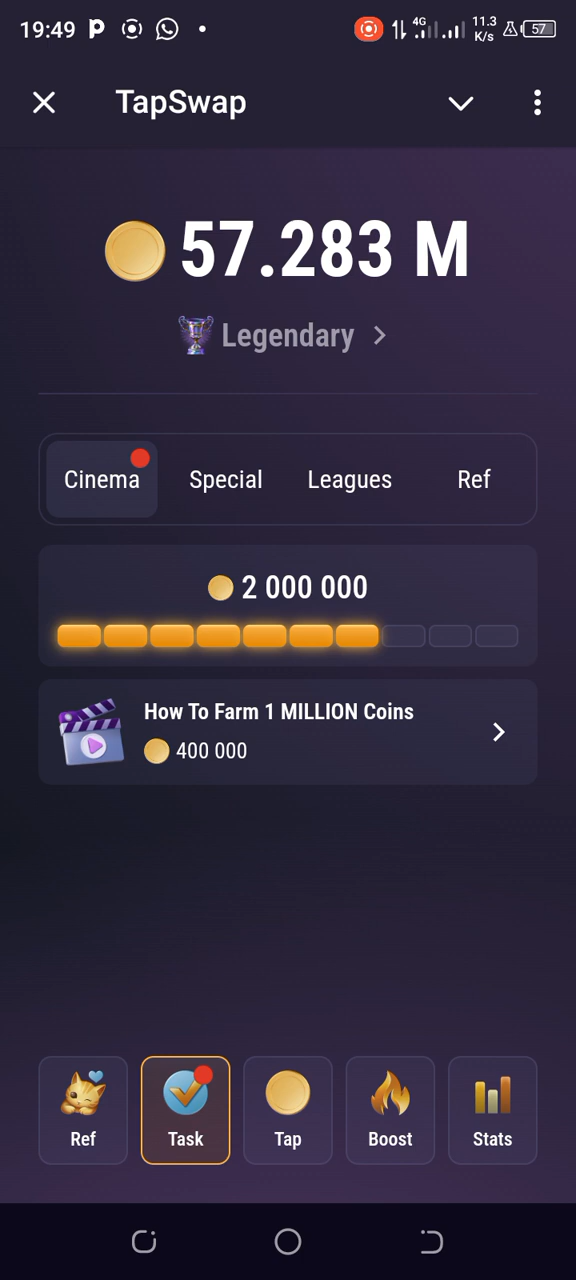 19:49
4G
11.3
K/s
57
TapSwap
57.283 M
Legendary
Cinema
Special
Leagues
Ref
2 000 000
How To Farm 1 MILLION Coins
400 000
Ref
Task
Tap
Boost
Stats